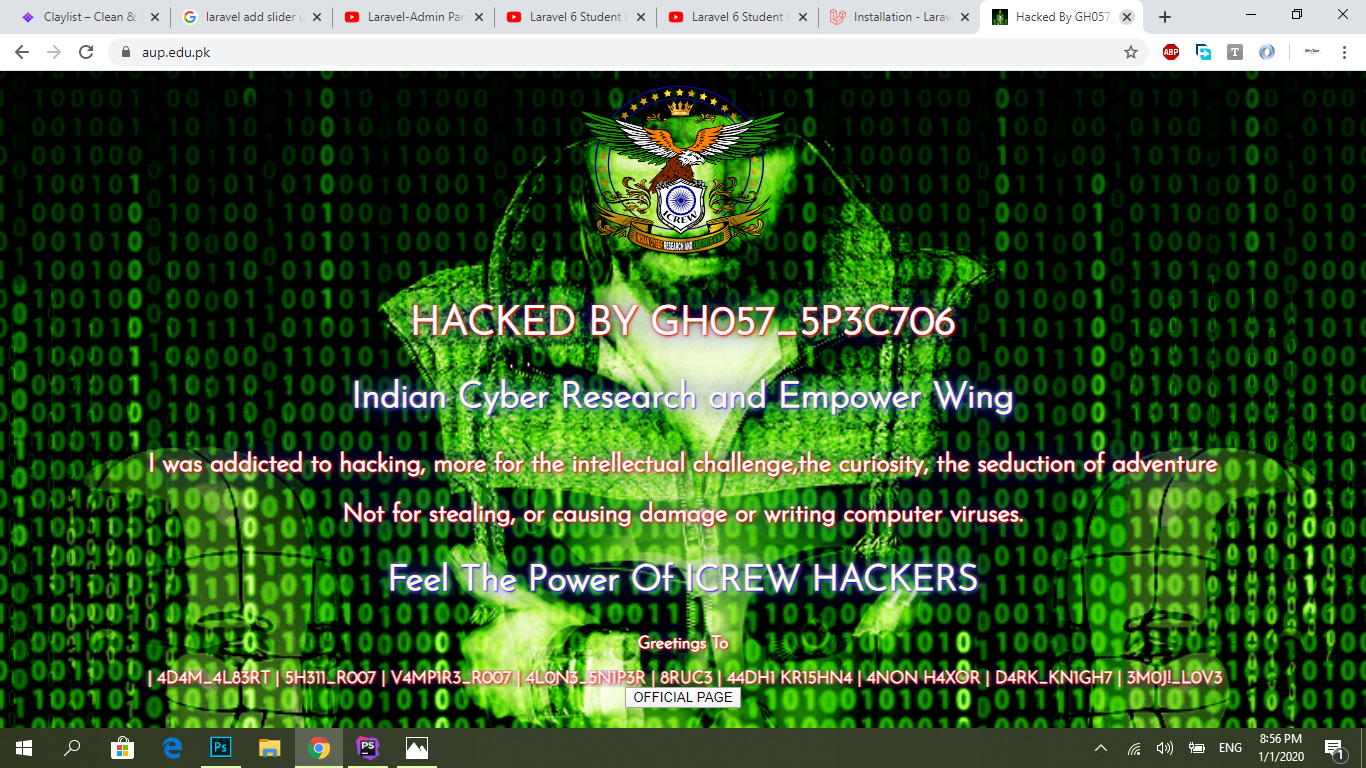 Claylist – Clean &
laravel add slider u
Laravel-Admin Pan
Laravel 6 Student
Laravel 6 Student
Installation - Larav
Hacked By GH057_
aup.edu.pk
ABP
T
ICREW
RESEARCH AND
HACKED BY GH057_5P3C706
Indian Cyber Research and Empower Wing
I was addicted to hacking, more for the intellectual challenge,the curiosity, the seduction of adventure
Not for stealing, or causing damage or writing computer viruses.
Feel The Power Of ICREW HACKERS
Greetings To
| 4D4M_4L83RT | 5H311_R007 | V4MP1R3_R007 | 4L0N3_5N1P3R | 8RUC3 | 44DH1 KR15HN4 | 4NON H4XOR | D4RK_KN1GH7 | 3M0J!_L0V3
OFFICIAL PAGE
Ps
PS
ENG
8:56 PM
1/1/2020
1